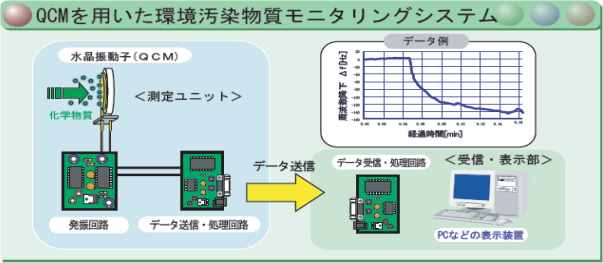 QCMを用いた環境汚染物質モニタリングシステム
水晶振動子(QCM)
＜測定ユニット＞
化学物質
発振回路
データ送信・処理回路
データ送信
データ例
周波数降下 Δf[Hz]
経過時間[min]
データ受信・処理回路
＜受信・表示部＞
PCなどの表示装置